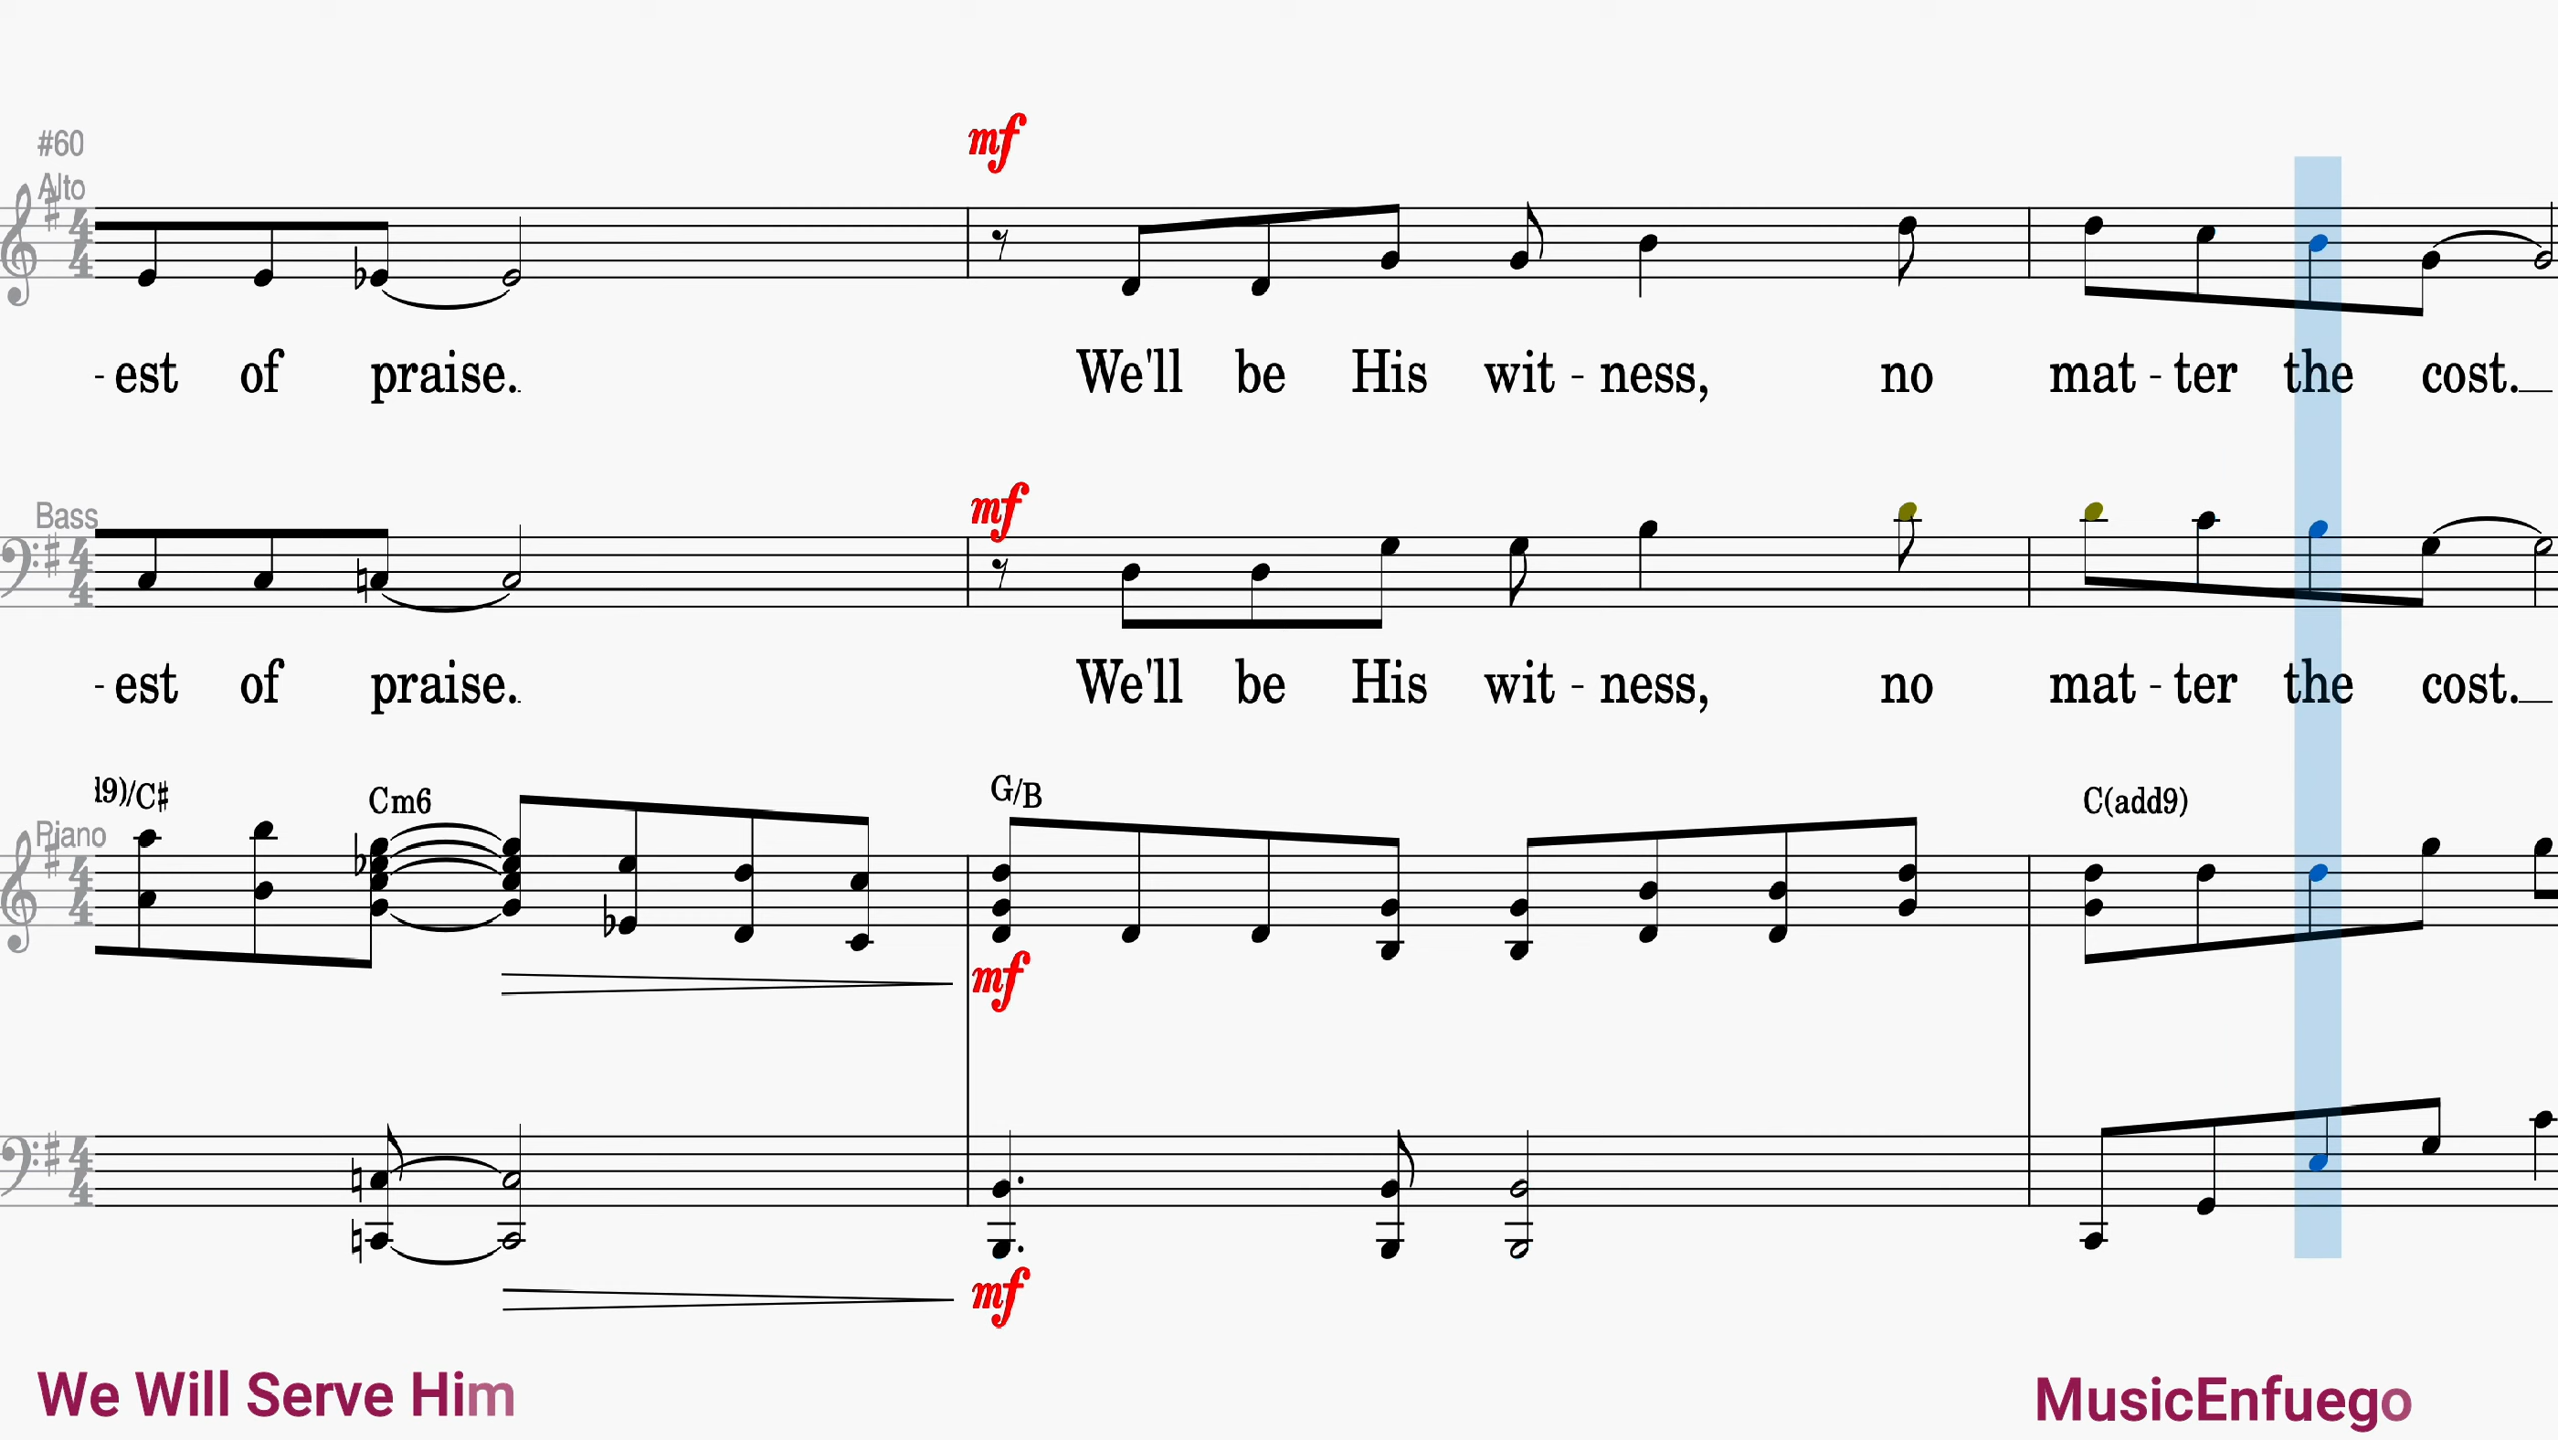 #60
mf
Alto
-est of praise. We'll be His wit-ness, no mat-ter the cost.
Bass
mf
-est of praise. We'll be His wit-ness, no mat-ter the cost.
d9)/C♯ Cm6 G/B C(add9)
Piano
mf
mf
We Will Serve Him MusicEnfuego